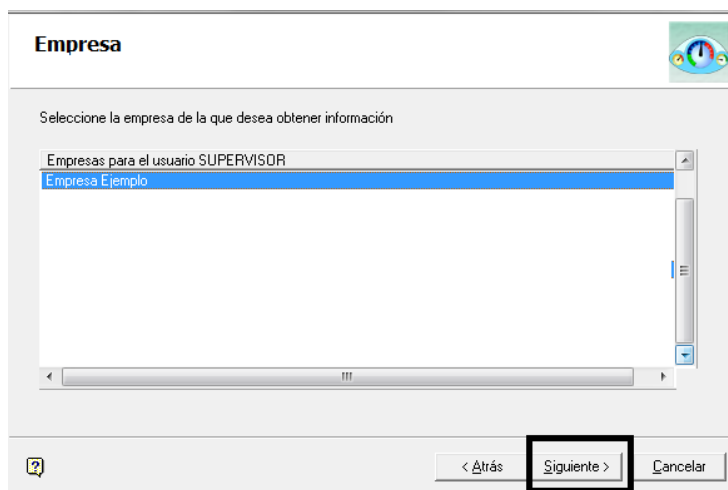 Empresa
Seleccione la empresa de la que desea obtener información
Empresas para el usuario SUPERVISOR
Empresa Ejemplo
< Atrás
Siguiente >
Cancelar